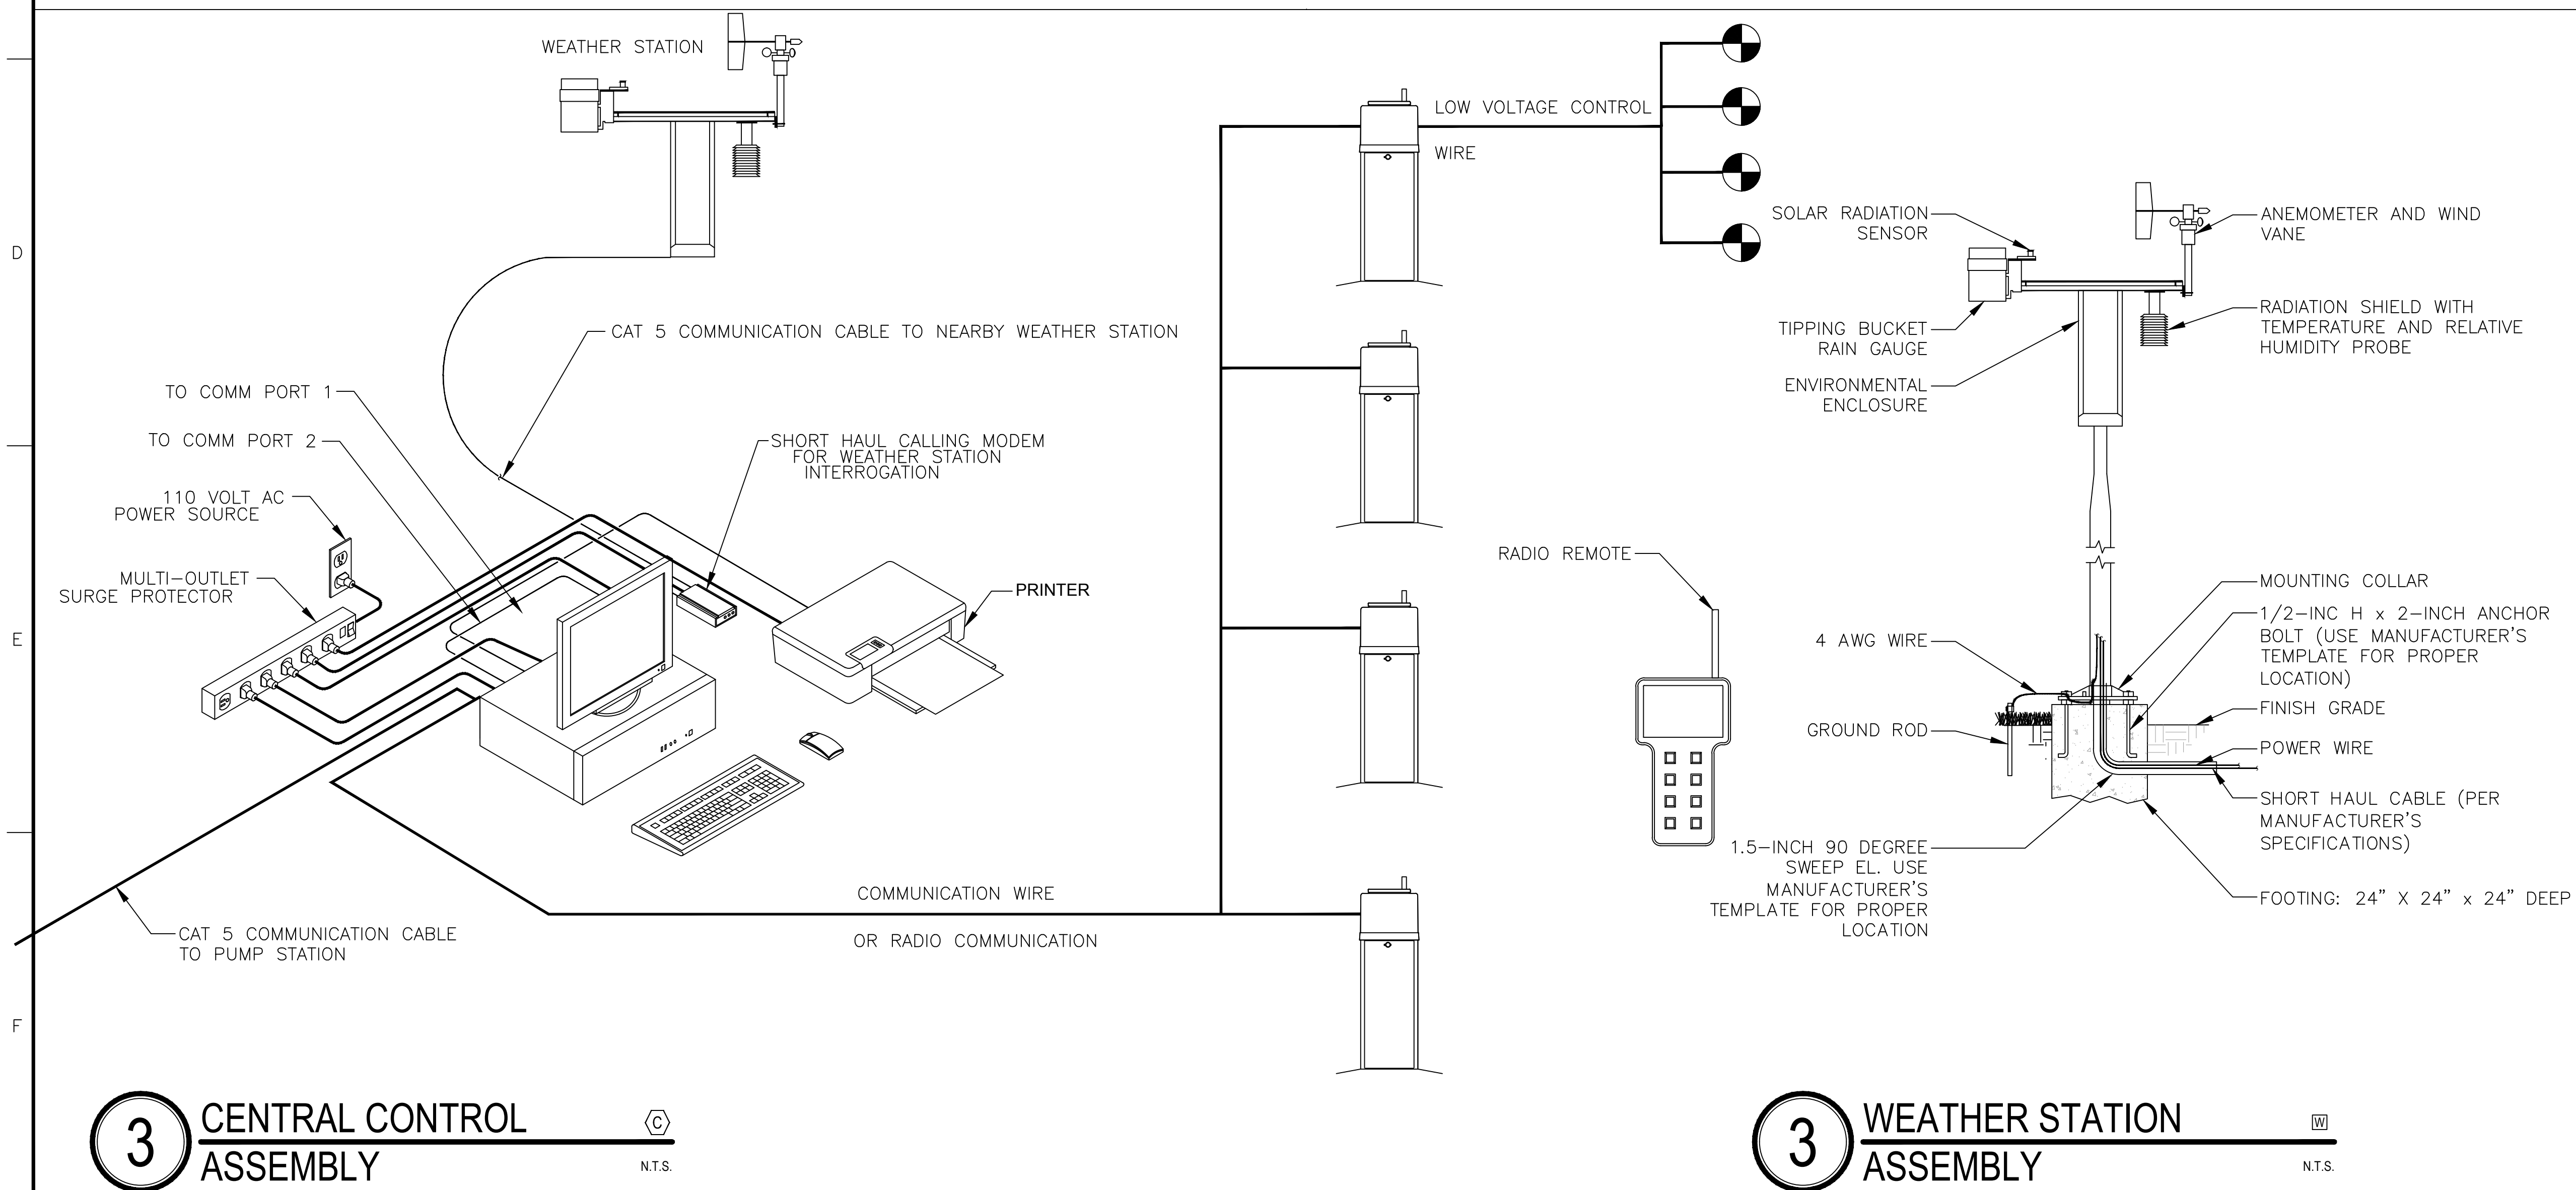 D
E
F
WEATHER STATION
CAT 5 COMMUNICATION CABLE TO NEARBY WEATHER STATION
TO COMM PORT 1
TO COMM PORT 2
110 VOLT AC
POWER SOURCE
MULTI-OUTLET
SURGE PROTECTOR
SHORT HAUL CALLING MODEM
FOR WEATHER STATION
INTERROGATION
PRINTER
CAT 5 COMMUNICATION CABLE
TO PUMP STATION
COMMUNICATION WIRE
OR RADIO COMMUNICATION
LOW VOLTAGE CONTROL
WIRE
3
CENTRAL CONTROL
ASSEMBLY
C
N.T.S.
RADIO REMOTE
SOLAR RADIATION
SENSOR
TIPPING BUCKET
RAIN GAUGE
ENVIRONMENTAL
ENCLOSURE
4 AWG WIRE
GROUND ROD
1.5-INCH 90 DEGREE
SWEEP EL. USE
MANUFACTURER'S
TEMPLATE FOR PROPER
LOCATION
ANEMOMETER AND WIND
VANE
RADIATION SHIELD WITH
TEMPERATURE AND RELATIVE
HUMIDITY PROBE
MOUNTING COLLAR
1/2-INC H x 2-INCH ANCHOR
BOLT (USE MANUFACTURER'S
TEMPLATE FOR PROPER
LOCATION)
FINISH GRADE
POWER WIRE
SHORT HAUL CABLE (PER
MANUFACTURER'S
SPECIFICATIONS)
FOOTING: 24" X 24" x 24" DEEP
3
WEATHER STATION
ASSEMBLY
W
N.T.S.